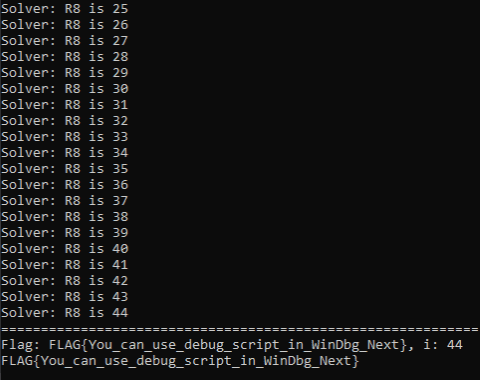 Solver: R8 is 25
Solver: R8 is 26
Solver: R8 is 27
Solver: R8 is 28
Solver: R8 is 29
Solver: R8 is 30
Solver: R8 is 31
Solver: R8 is 32
Solver: R8 is 33
Solver: R8 is 34
Solver: R8 is 35
Solver: R8 is 36
Solver: R8 is 37
Solver: R8 is 38
Solver: R8 is 39
Solver: R8 is 40
Solver: R8 is 41
Solver: R8 is 42
Solver: R8 is 43
Solver: R8 is 44
============================================================
Flag: FLAG{You_can_use_debug_script_in_WinDbg_Next}, i: 44
FLAG{You_can_use_debug_script_in_WinDbg_Next}